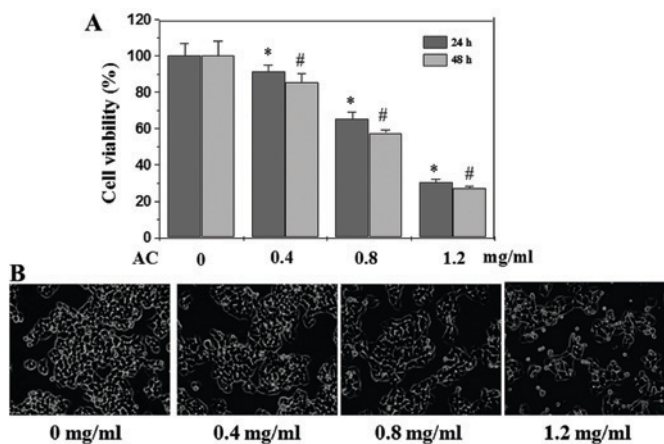 A
Cell viability (%)
120
100
80
60
40
20
0
24 h
48 h
*
#
*
#
*
#
AC 0 0.4 0.8 1.2 mg/ml
B
0 mg/ml 0.4 mg/ml 0.8 mg/ml 1.2 mg/ml